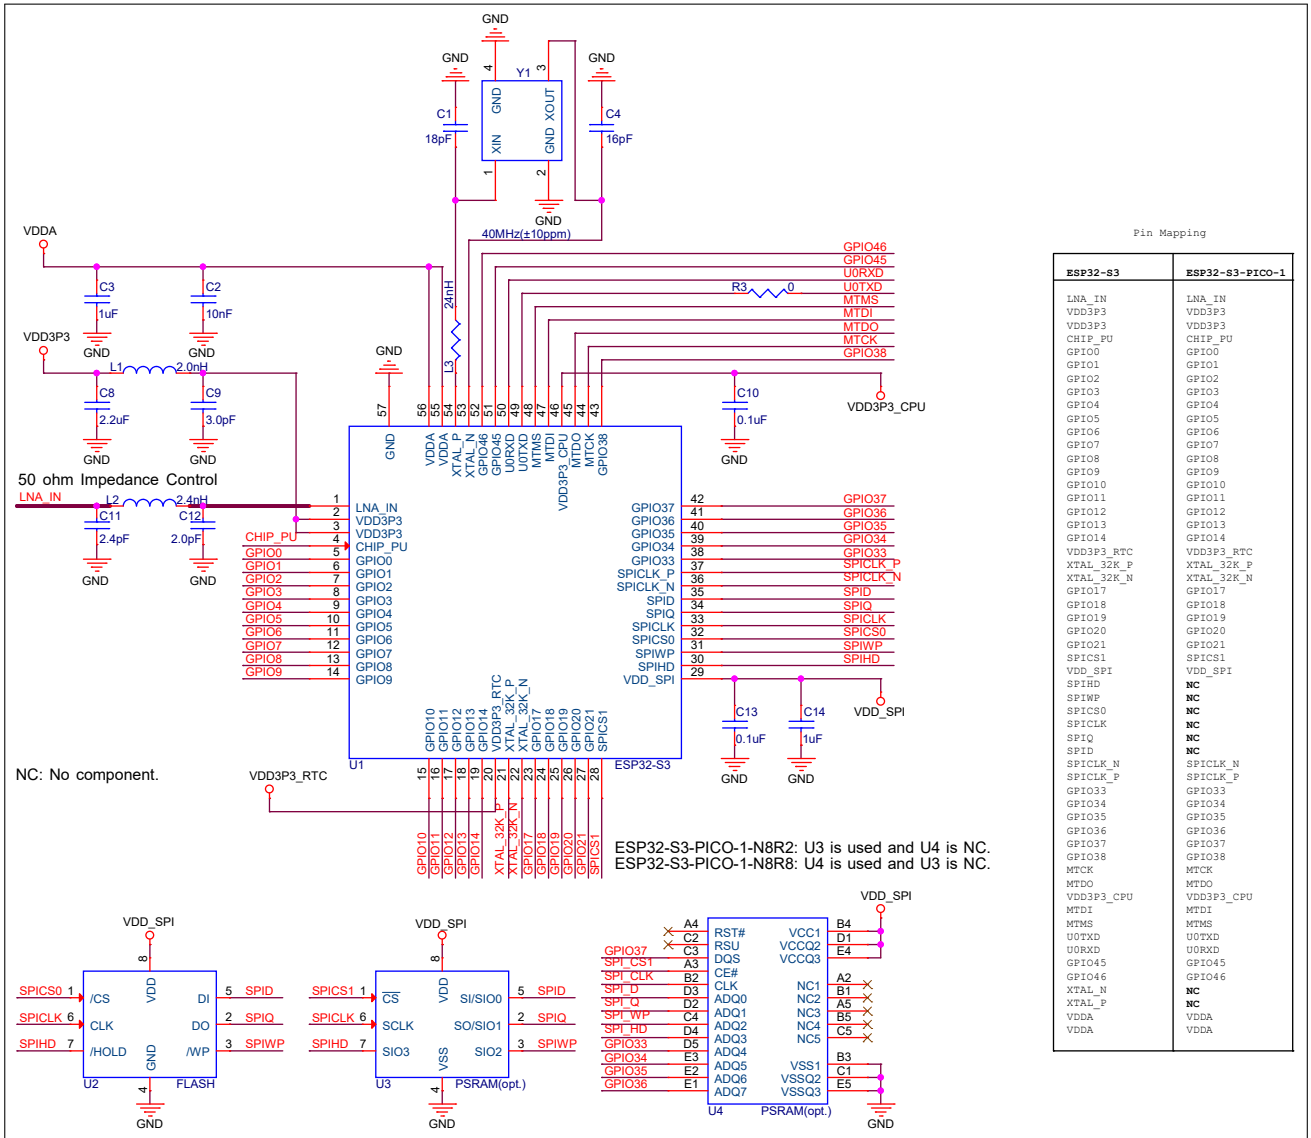 GND
GND
GND
4
3
Y1
C1
18pF
GND
XOUT
XIN
GND
C4
16pF
1
2
GND
40MHz(±10ppm)
VDDA
C3
1uF
C2
10nF
GND
GND
24nH
L3
VDD3P3
L1
2.0nH
C8
2.2uF
C9
3.0pF
GND
GND
50 ohm Impedance Control
LNA_IN
L2
2.4nH
C11
2.4pF
C12
2.0pF
GND
GND
GPIO46
GPIO45
U0RXD
R3
0
U0TXD
MTMS
MTDI
MTDO
MTCK
GPIO38
C10
0.1uF
VDD3P3_CPU
GND
GND
57 56 55 54 53 52 51 50 49 48 47 46 45 44 43
GND
VDDA
VDDA
XTAL_P
XTAL_N
GPIO46
GPIO45
U0RXD
U0TXD
MTMS
MTDI
VDD3P3_CPU
MTDO
MTCK
GPIO38
1 LNA_IN
2 VDD3P3
3 VDD3P3
CHIP_PU 4 CHIP_PU
GPIO0 5 GPIO0
GPIO1 6 GPIO1
GPIO2 7 GPIO2
GPIO3 8 GPIO3
GPIO4 9 GPIO4
GPIO5 10 GPIO5
GPIO6 11 GPIO6
GPIO7 12 GPIO7
GPIO8 13 GPIO8
GPIO9 14 GPIO9
GPIO37 42 GPIO37
GPIO36 41 GPIO36
GPIO35 40 GPIO35
GPIO34 39 GPIO34
GPIO33 38 GPIO33
SPICLK_P 37 SPICLK_P
SPICLK_N 36 SPICLK_N
SPID 35 SPID
SPIQ 34 SPIQ
SPICLK 33 SPICLK
SPICS0 32 SPICS0
SPIWP 31 SPIWP
SPIHD 30 SPIHD
VDD_SPI 29
C13
0.1uF
C14
1uF
VDD_SPI
GND
GND
GPIO10
GPIO11
GPIO12
GPIO13
GPIO14
VDD3P3_RTC
XTAL_32K_P
XTAL_32K_N
GPIO17
GPIO18
GPIO19
GPIO20
GPIO21
SPICS1
U1
ESP32-S3
15 16 17 18 19 20 21 22 23 24 25 26 27 28
NC: No component.
VDD3P3_RTC
GPIO10
GPIO11
GPIO12
GPIO13
GPIO14
XTAL_32K_P
XTAL_32K_N
GPIO17
GPIO18
GPIO19
GPIO20
GPIO21
SPICS1
ESP32-S3-PICO-1-N8R2: U3 is used and U4 is NC.
ESP32-S3-PICO-1-N8R8: U4 is used and U3 is NC.
VDD_SPI
8
VDD
SPICS0 1 /CS
DI 5 SPID
SPICLK 6 CLK
DO 2 SPIQ
SPIHD 7 /HOLD
/WP 3 SPIWP
GND
U2
FLASH
4
GND
VDD_SPI
8
VDD
SPICS1 1 CS
SI/SIO0 5 SPID
SPICLK 6 SCLK
SO/SIO1 2 SPIQ
SPIHD 7 SIO3
SIO2 3 SPIWP
VSS
U3
PSRAM(opt.)
4
GND
VDD_SPI
A4 RST#
C2 RSU
GPIO37 C3 DQS
SPI_CS1 A3 CE#
SPI_CLK B2 CLK
SPI_D D3 ADQ0
SPI_Q D2 ADQ1
SPI_WP C4 ADQ2
SPI_HD D4 ADQ3
GPIO33 D5 ADQ4
GPIO34 E3 ADQ5
GPIO35 E2 ADQ6
GPIO36 E1 ADQ7
VCC1 B4
VCCQ2 D1
VCCQ3 E4
NC1 A2
NC2 B1
NC3 A5
NC4 B5
NC5 C5
VSS1 B3
VSSQ2 C1
VSSQ3 E5
U4
PSRAM(opt.)
GND
Pin Mapping
ESP32-S3 ESP32-S3-PICO-1
LNA_IN LNA_IN
VDD3P3 VDD3P3
VDD3P3 VDD3P3
CHIP_PU CHIP_PU
GPIO0 GPIO0
GPIO1 GPIO1
GPIO2 GPIO2
GPIO3 GPIO3
GPIO4 GPIO4
GPIO5 GPIO5
GPIO6 GPIO6
GPIO7 GPIO7
GPIO8 GPIO8
GPIO9 GPIO9
GPIO10 GPIO10
GPIO11 GPIO11
GPIO12 GPIO12
GPIO13 GPIO13
GPIO14 GPIO14
VDD3P3_RTC VDD3P3_RTC
XTAL_32K_P XTAL_32K_P
XTAL_32K_N XTAL_32K_N
GPIO17 GPIO17
GPIO18 GPIO18
GPIO19 GPIO19
GPIO20 GPIO20
GPIO21 GPIO21
SPICS1 SPICS1
VDD_SPI VDD_SPI
SPIHD NC
SPIWP NC
SPICS0 NC
SPICLK NC
SPIQ NC
SPID NC
SPICLK_N SPICLK_N
SPICLK_P SPICLK_P
GPIO33 GPIO33
GPIO34 GPIO34
GPIO35 GPIO35
GPIO36 GPIO36
GPIO37 GPIO37
GPIO38 GPIO38
MTCK MTCK
MTDO MTDO
VDD3P3_CPU VDD3P3_CPU
MTDI MTDI
MTMS MTMS
U0TXD U0TXD
U0RXD U0RXD
GPIO45 GPIO45
GPIO46 GPIO46
XTAL_N NC
XTAL_P NC
VDDA VDDA
VDDA VDDA